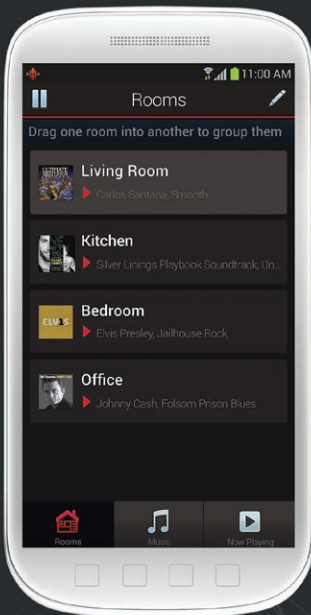 11:00 AM
Rooms
Drag one room into another to group them
Living Room
Carlos Santana, Smooth
Kitchen
Silver Linings Playbook Soundtrack, Un...
Bedroom
ELVIS
Elvis Presley, Jailhouse Rock
Office
Johnny Cash, Folsom Prison Blues
Rooms
Music
Now Playing